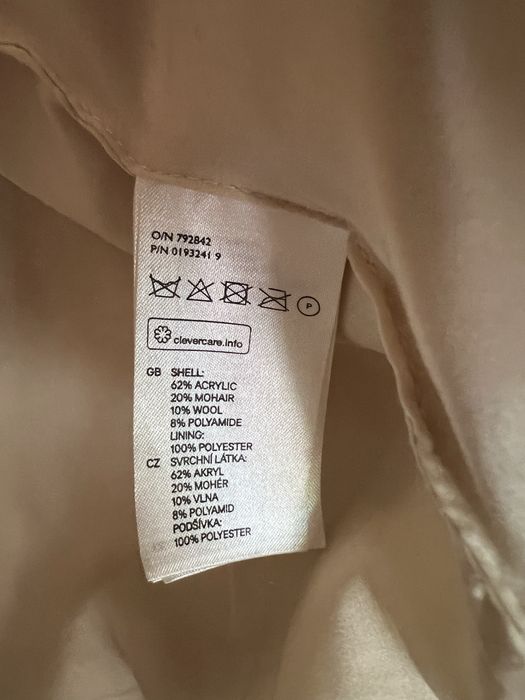 O/N 792842
P/N 0193241 9
P
clevercare.info
GB SHELL:
62% ACRYLIC
20% MOHAIR
10% WOOL
8% POLYAMIDE
LINING:
100% POLYESTER
CZ SVRCHNÍ LÁTKA:
62% AKRYL
20% MOHÉR
10% VLNA
8% POLYAMID
PODŠÍVKA:
100% POLYESTER